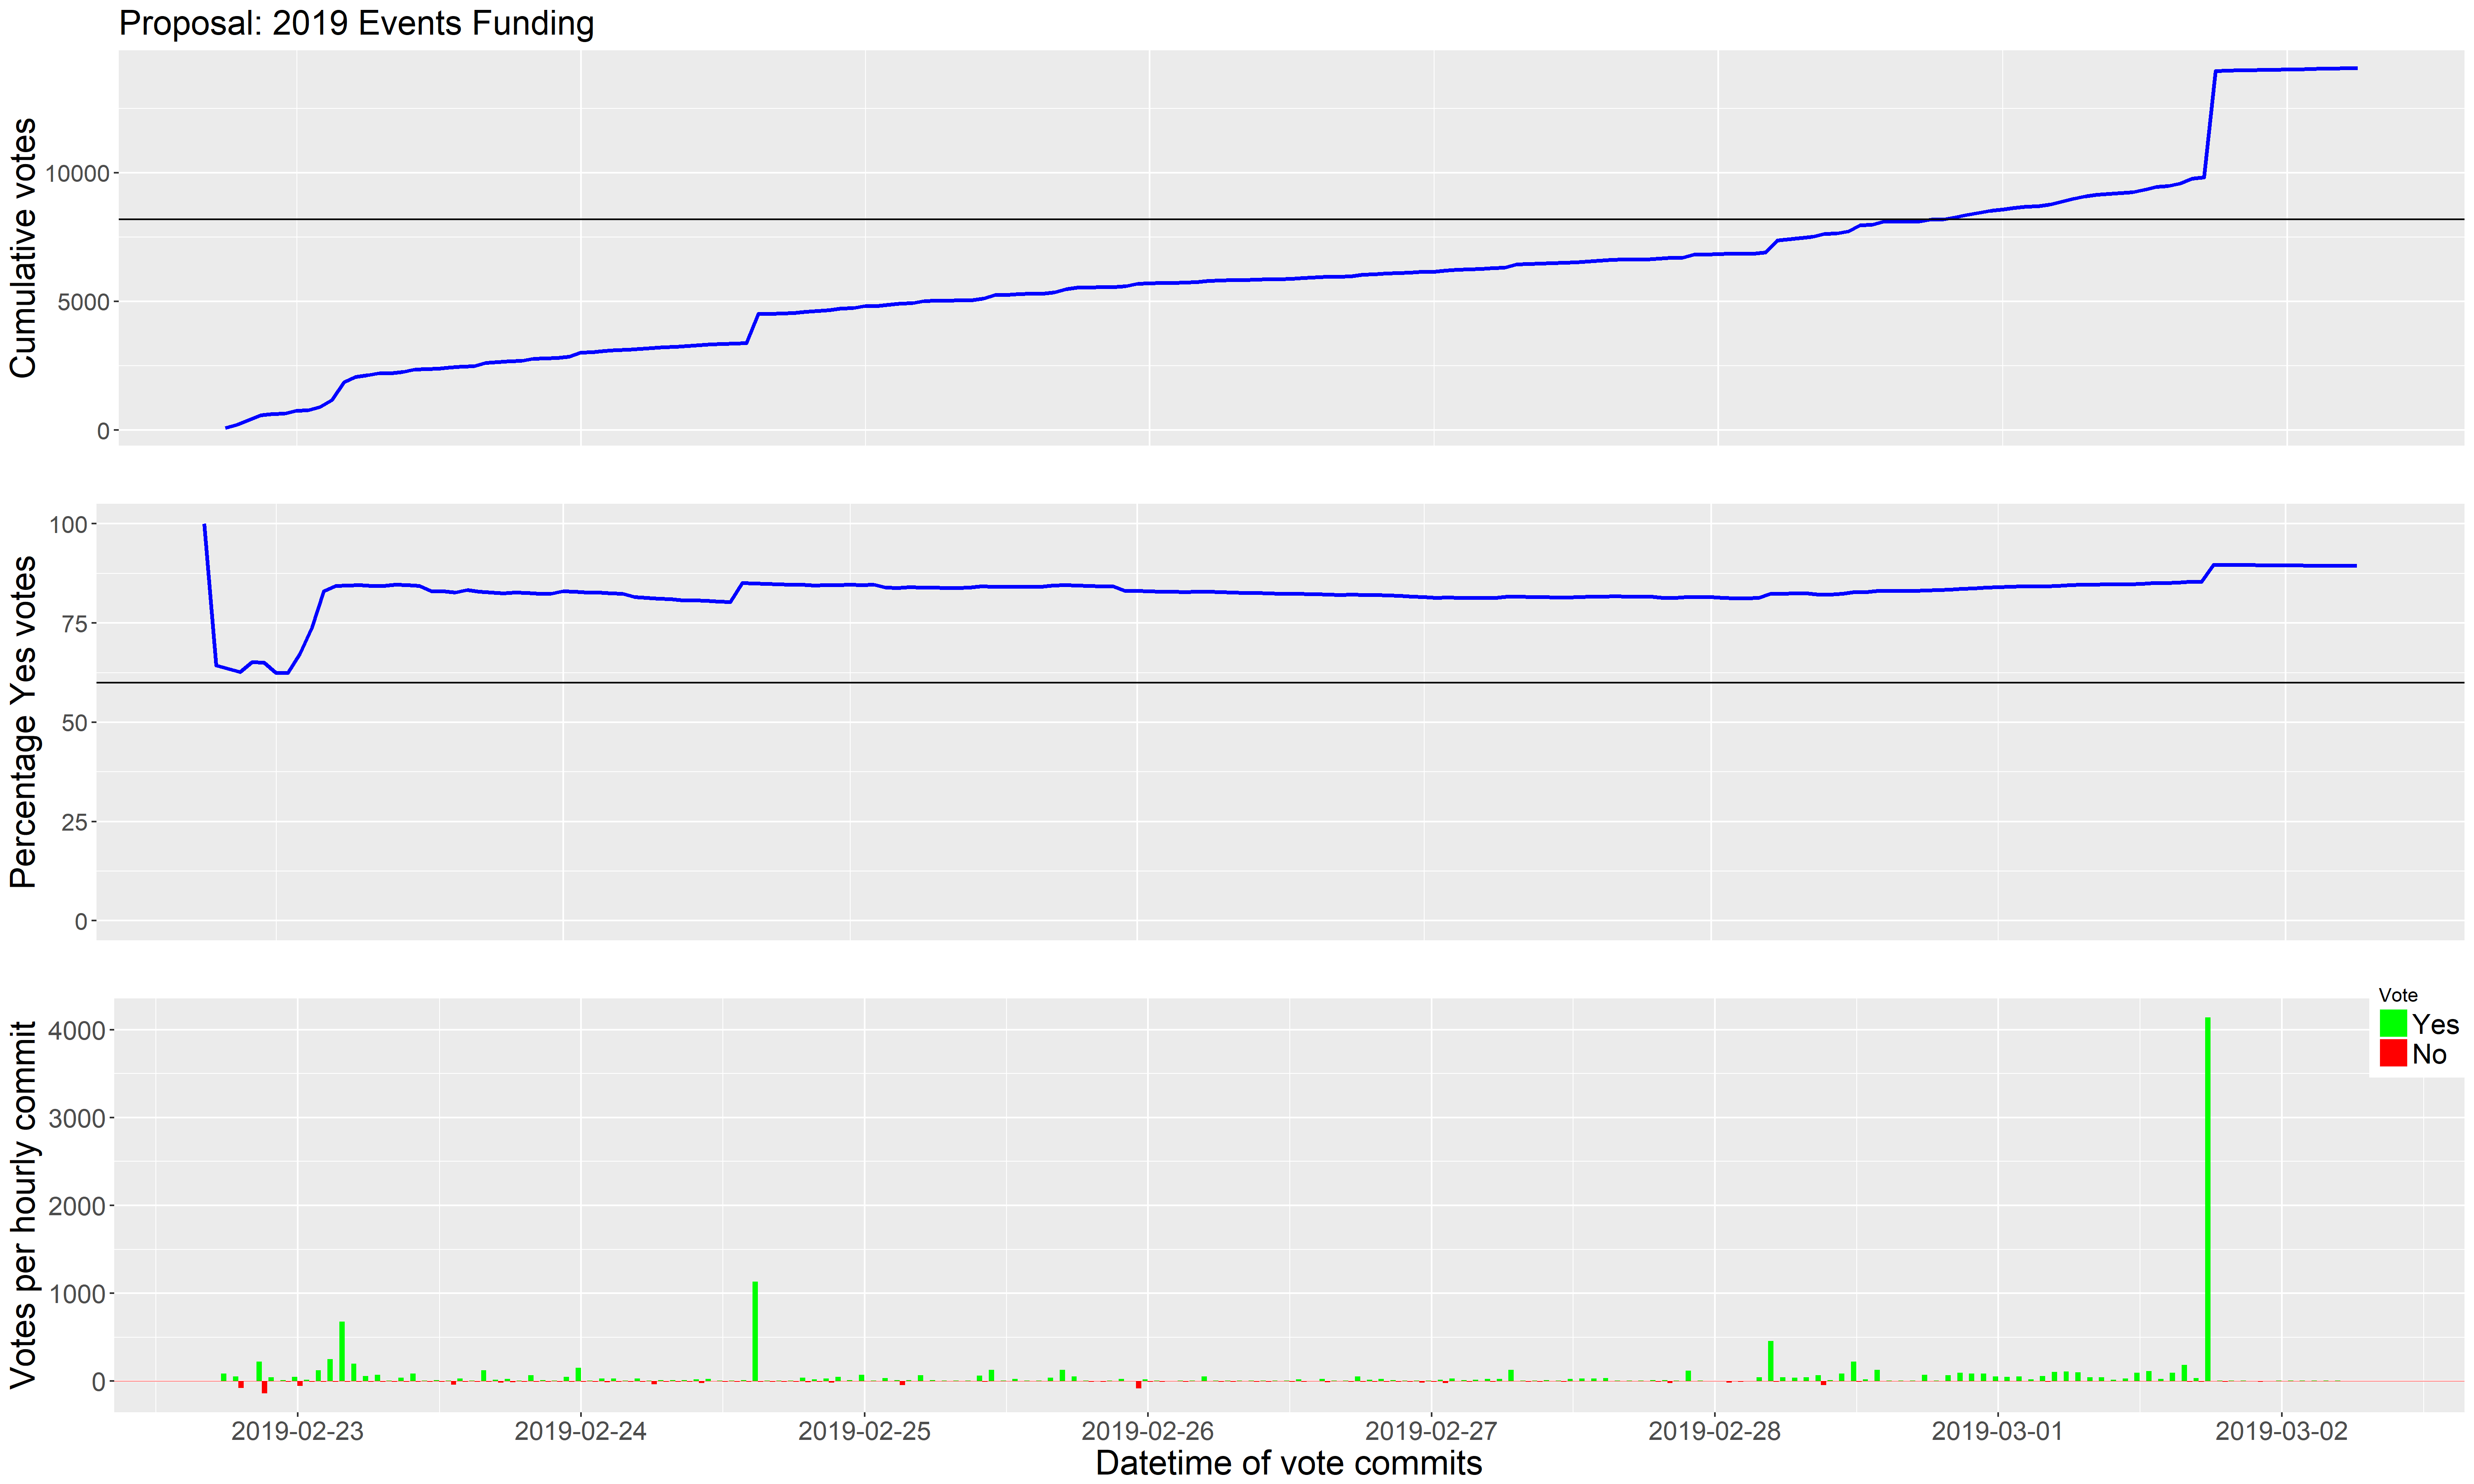 Proposal: 2019 Events Funding
Cumulative votes
10000
5000
0
Percentage Yes votes
100
75
50
25
0
Votes per hourly commit
4000
3000
2000
1000
0
Vote
Yes
No
2019-02-23 2019-02-24 2019-02-25 2019-02-26 2019-02-27 2019-02-28 2019-03-01 2019-03-02
Datetime of vote commits